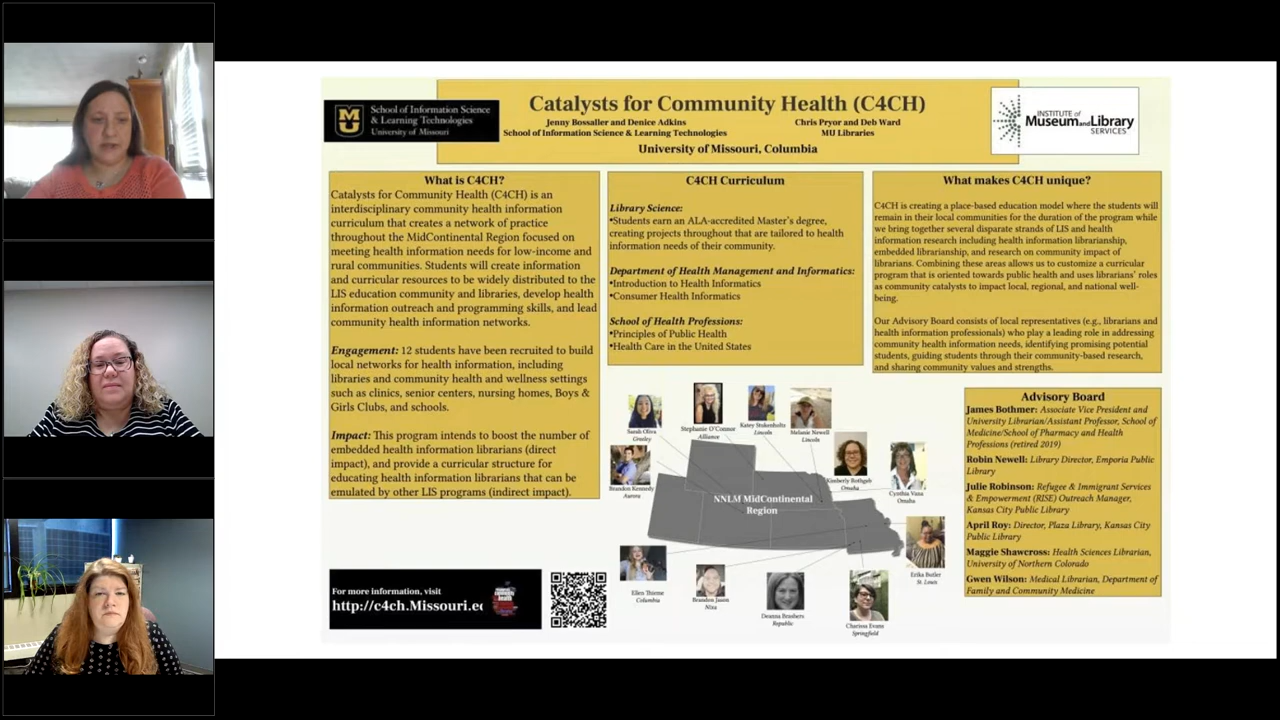 MU
School of Information Science
& Learning Technologies
University of Missouri
Catalysts for Community Health (C4CH)
Jenny Bossaller and Denice Adkins
School of Information Science & Learning Technologies
Chris Pryor and Deb Ward
MU Libraries
University of Missouri, Columbia
INSTITUTE of
Museum and Library
SERVICES
What is C4CH?
Catalysts for Community Health (C4CH) is an
interdisciplinary community health information
curriculum that creates a network of practice
throughout the MidContinental Region focused on
meeting health information needs for low-income and
rural communities. Students will create information
and curricular resources to be widely distributed to the
LIS education community and libraries, develop health
information outreach and programming skills, and lead
community health information networks.
Engagement: 12 students have been recruited to build
local networks for health information, including
libraries and community health and wellness settings
such as clinics, senior centers, nursing homes, Boys &
Girls Clubs, and schools.
Impact: This program intends to boost the number of
embedded health information librarians (direct
impact), and provide a curricular structure for
educating health information librarians that can be
emulated by other LIS programs (indirect impact).
For more information, visit
http://c4ch.Missouri.ec
C4CH Curriculum
Library Science:
•Students earn an ALA-accredited Master's degree,
creating projects throughout that are tailored to health
information needs of their community.
Department of Health Management and Informatics:
•Introduction to Health Informatics
•Consumer Health Informatics
School of Health Professions:
•Principles of Public Health
•Health Care in the United States
What makes C4CH unique?
C4CH is creating a place-based education model where the students will
remain in their local communities for the duration of the program while
we bring together several disparate strands of LIS and health
information research including health information librarianship,
embedded librarianship, and research on community impact of
librarians. Combining these areas allows us to customize a curricular
program that is oriented towards public health and uses librarians' roles
as community catalysts to impact local, regional, and national well-
being.
Our Advisory Board consists of local representatives (e.g., librarians and
health information professionals) who play a leading role in addressing
community health information needs, identifying promising potential
students, guiding students through their community-based research,
and sharing community values and strengths.
Sarah Oliva
Greeley
Stephanie O'Connor
Alliance
Katey Stukenholtz
Lincoln
Melanie Newell
Lincoln
Brandon Kennedy
Aurora
Kimberly Rothgeb
Omaha
Cynthia Vana
Omaha
NNLM MidContinental
Region
Erika Butler
St. Louis
Ellen Thieme
Columbia
Brandon Jason
Nixa
Deanna Brashers
Republic
Charissa Evans
Springfield
Advisory Board
James Bothmer: Associate Vice President and
University Librarian/Assistant Professor, School of
Medicine/School of Pharmacy and Health
Professions (retired 2019)
Robin Newell: Library Director, Emporia Public
Library
Julie Robinson: Refugee & Immigrant Services
& Empowerment (RISE) Outreach Manager,
Kansas City Public Library
April Roy: Director, Plaza Library, Kansas City
Public Library
Maggie Shawcross: Health Sciences Librarian,
University of Northern Colorado
Gwen Wilson: Medical Librarian, Department of
Family and Community Medicine